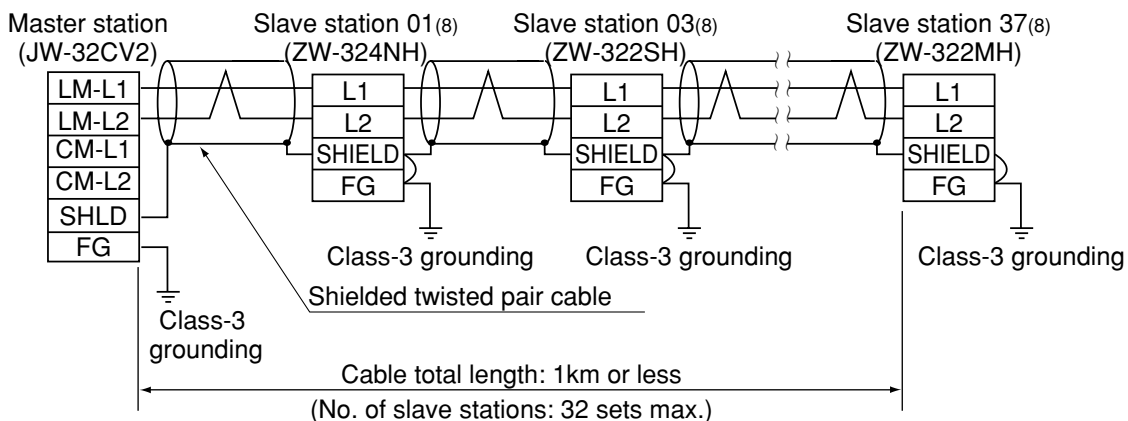 Master station
(JW-32CV2)
Slave station 01(8)
(ZW-324NH)
Slave station 03(8)
(ZW-322SH)
Slave station 37(8)
(ZW-322MH)
LM-L1
LM-L2
CM-L1
CM-L2
SHLD
FG
L1
L2
SHIELD
FG
L1
L2
SHIELD
FG
L1
L2
SHIELD
FG
Class-3 grounding
Class-3 grounding
Class-3 grounding
Shielded twisted pair cable
Class-3
grounding
Cable total length: 1km or less
(No. of slave stations: 32 sets max.)